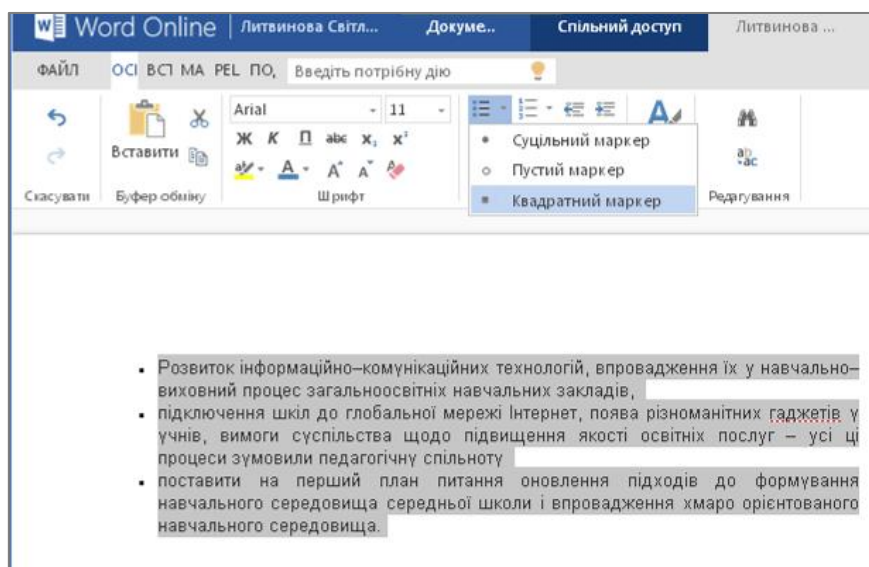 Word Online Литвинова Світл... Докуме... Спільний доступ Литвинова ...
ФАЙЛ ОСІ ВСТ МА PEL ПО, Введіть потрібну дію
Arial 11
Вставити Ж К П abc x₂ x²
A A A
Суцільний маркер
Пустий маркер
Квадратний маркер
ab ac
Скасувати Буфер обміну Шрифт Редагування
• Розвиток інформаційно–комунікаційних технологій, впровадження їх у навчально–
виховний процес загальноосвітніх навчальних закладів,
• підключення шкіл до глобальної мережі Інтернет, поява різноманітних гаджетів у
учнів, вимоги суспільства щодо підвищення якості освітніх послуг – усі ці
процеси зумовили педагогічну спільноту
• поставити на перший план питання оновлення підходів до формування
навчального середовища середньої школи і впровадження хмаро орієнтованого
навчального середовища.